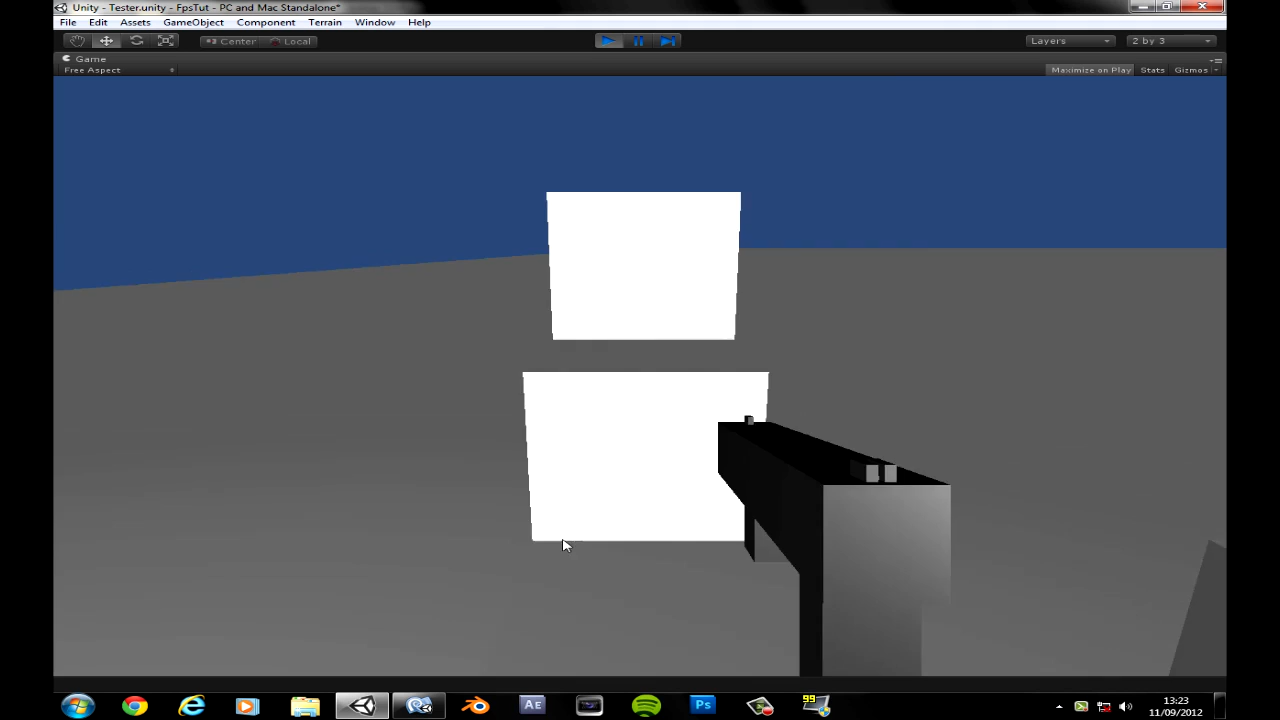 Unity - Tester.unity - FpsTut - PC and Mac Standalone*
File Edit Assets GameObject Component Terrain Window Help
Center Local Layers 2 by 3
Game
Free Aspect Maximize on Play Stats Gizmos
AE Ps 99
13:23
11/09/2012